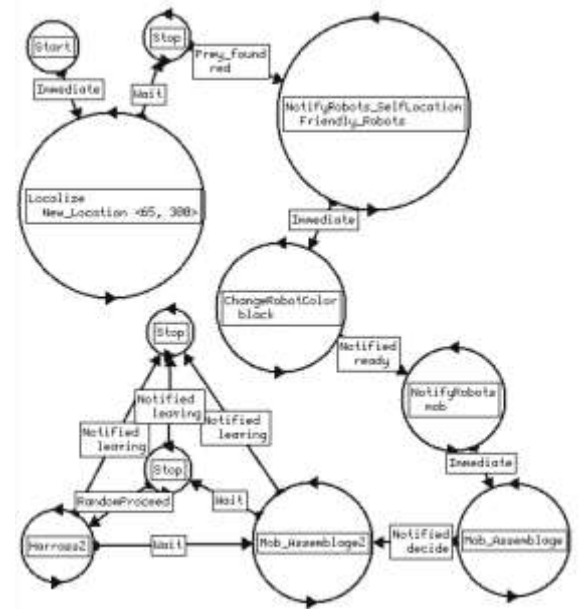 Start
Stop
Prey_found
red
Immediate
Wait
NotifyRobots_SelfLocation
Friendly_Robots
Localize
New_Location <65, 300>
Immediate
ChangeRobotColor
black
Stop
Notified
ready
NotifyRobots
mob
Notified
leaving
Notified
leaving
Notified
leaving
Stop
Immediate
RandomProceed
Wait
Harrass2
Wait
Mob_Assemblage2
Notified
decide
Mob_Assemblage